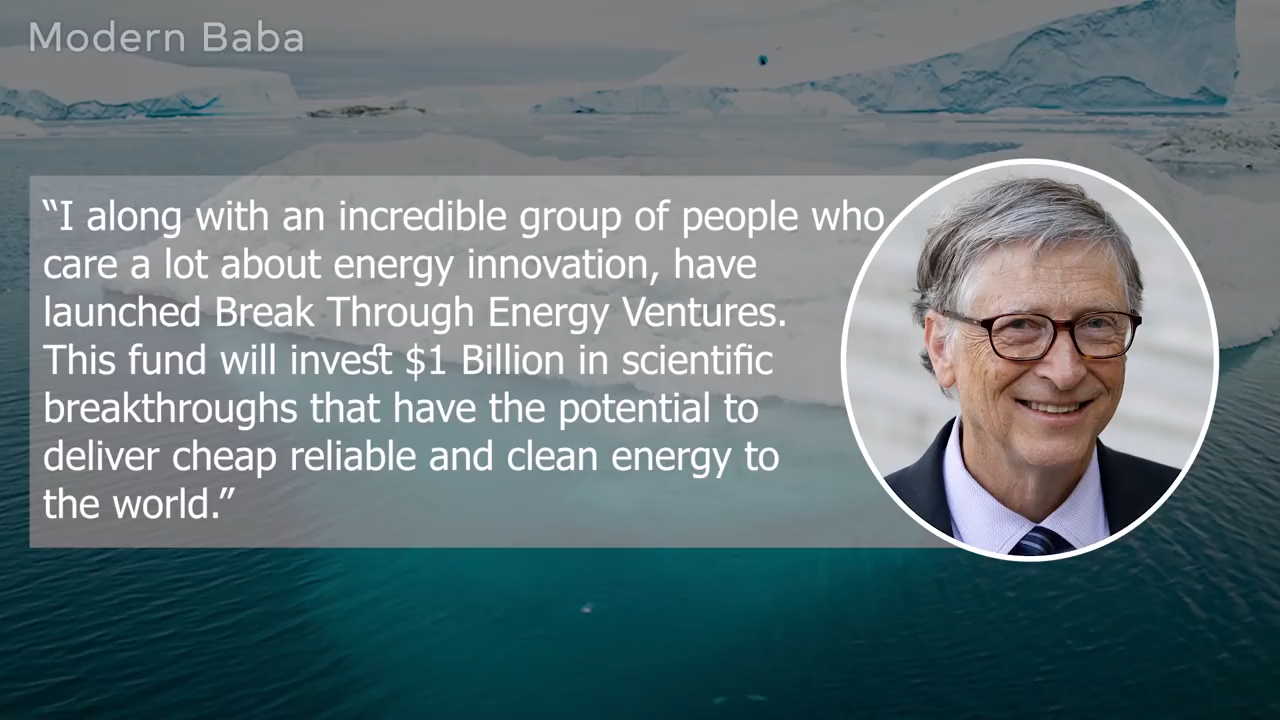 Modern Baba
“I along with an incredible group of people who
care a lot about energy innovation, have
launched Break Through Energy Ventures.
This fund will invest $1 Billion in scientific
breakthroughs that have the potential to
deliver cheap reliable and clean energy to
the world.”